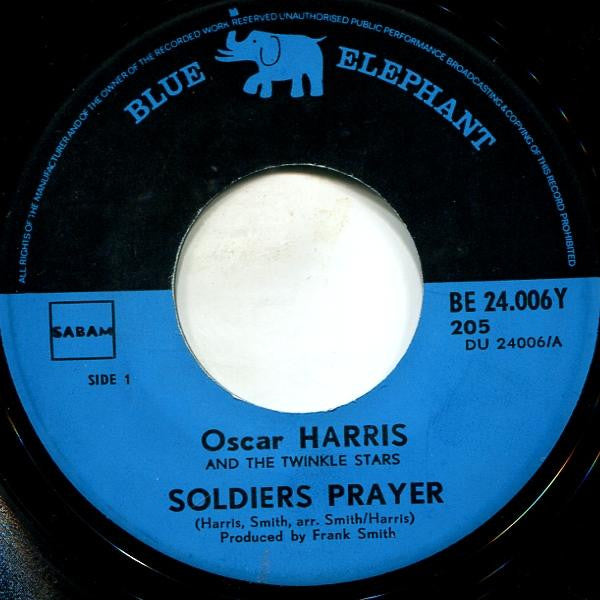 ALL RIGHTS OF THE MANUFACTURER AND OF THE OWNER OF THE RECORDED WORK RESERVED UNAUTHORISED PUBLIC PERFORMANCE BROADCASTING & COPYING OF THIS RECORD PROHIBITED
BLUE ELEPHANT
SABAM
BE 24.006Y
205
DU 24006/A
SIDE 1
Oscar HARRIS
AND THE TWINKLE STARS
SOLDIERS PRAYER
(Harris, Smith, arr. Smith/Harris)
Produced by Frank Smith